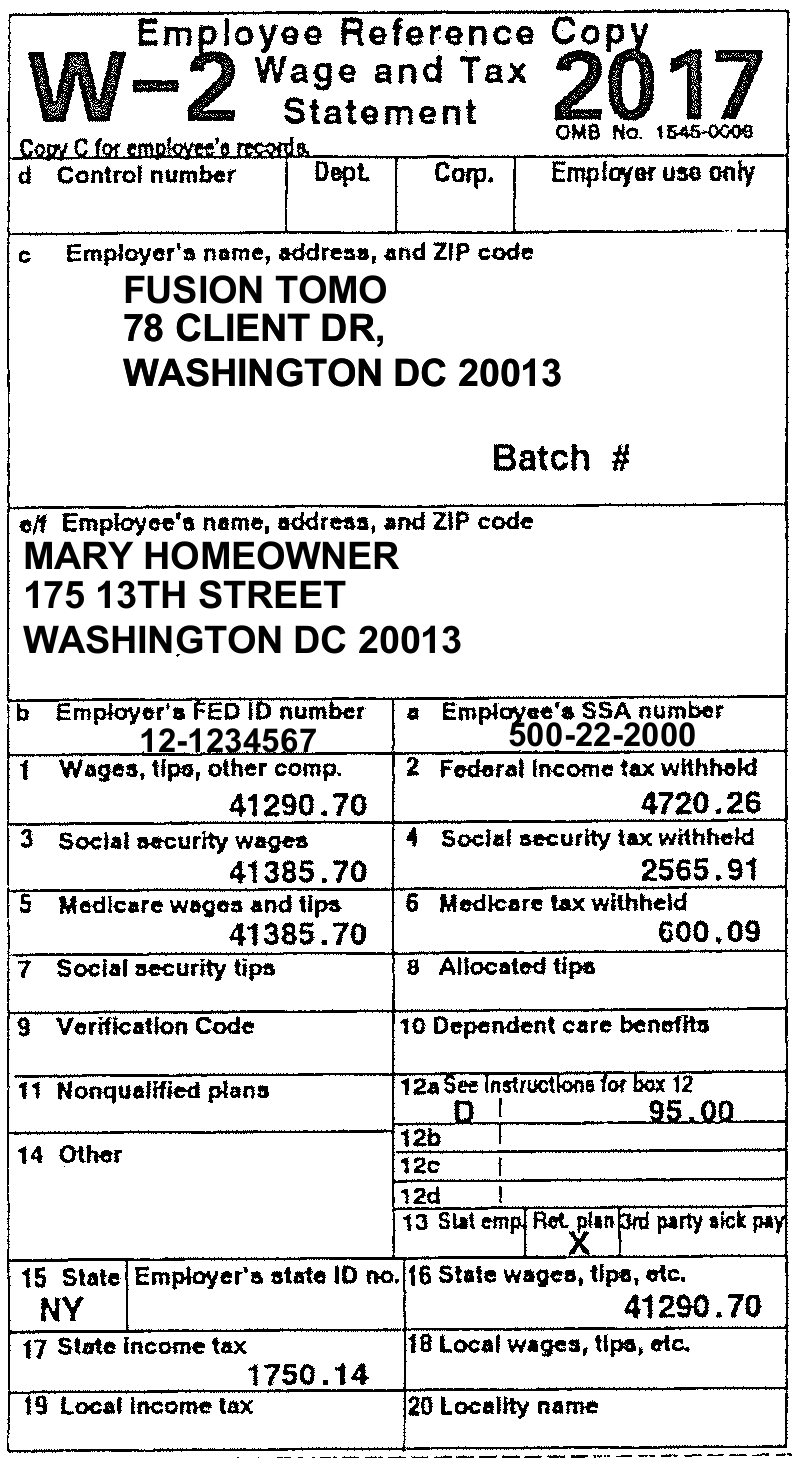 Employee Reference Copy
W-2 Wage and Tax Statement 2017
OMB No. 1545-0008
Copy C for employee's records.
d Control number Dept. Corp. Employer use only
c Employer's name, address, and ZIP code
FUSION TOMO
78 CLIENT DR,
WASHINGTON DC 20013
Batch #
e/f Employee's name, address, and ZIP code
MARY HOMEOWNER
175 13TH STREET
WASHINGTON DC 20013
b Employer's FED ID number a Employee's SSA number
12-1234567 500-22-2000
1 Wages, tips, other comp. 2 Federal income tax withheld
41290.70 4720.26
3 Social security wages 4 Social security tax withheld
41385.70 2565.91
5 Medicare wages and tips 6 Medicare tax withheld
41385.70 600.09
7 Social security tips 8 Allocated tips
9 Verification Code 10 Dependent care benefits
11 Nonqualified plans 12a See instructions for box 12
D 95.00
12b
14 Other
12c
12d
13 Stat emp. Ret. plan 3rd party sick pay
X
15 State Employer's state ID no. 16 State wages, tips, etc.
NY 41290.70
17 State income tax 18 Local wages, tips, etc.
1750.14
19 Local income tax 20 Locality name